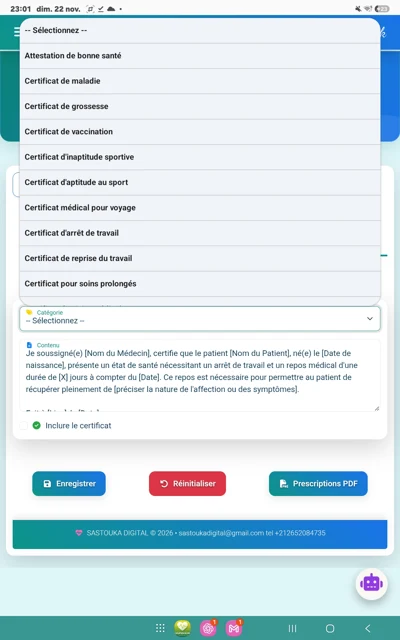 23:01 dim. 22 nov.
-- Sélectionnez --
Attestation de bonne santé
Certificat de maladie
Certificat de grossesse
Certificat de vaccination
Certificat d'inaptitude sportive
Certificat d'aptitude au sport
Certificat médical pour voyage
Certificat d'arrêt de travail
Certificat de reprise du travail
Certificat pour soins prolongés
Catégorie
-- Sélectionnez --
Contenu
Je soussigné(e) [Nom du Médecin], certifie que le patient [Nom du Patient], né(e) le [Date de
naissance], présente un état de santé nécessitant un arrêt de travail et un repos médical d'une
durée de [X] jours à compter du [Date]. Ce repos est nécessaire pour permettre au patient de
récupérer pleinement de [préciser la nature de l'affection ou des symptômes].
Inclure le certificat
Enregistrer
Réinitialiser
Prescriptions PDF
SASTOUKA DIGITAL © 2026 • sastoukadigital@gmail.com tel +212652084735
1
1